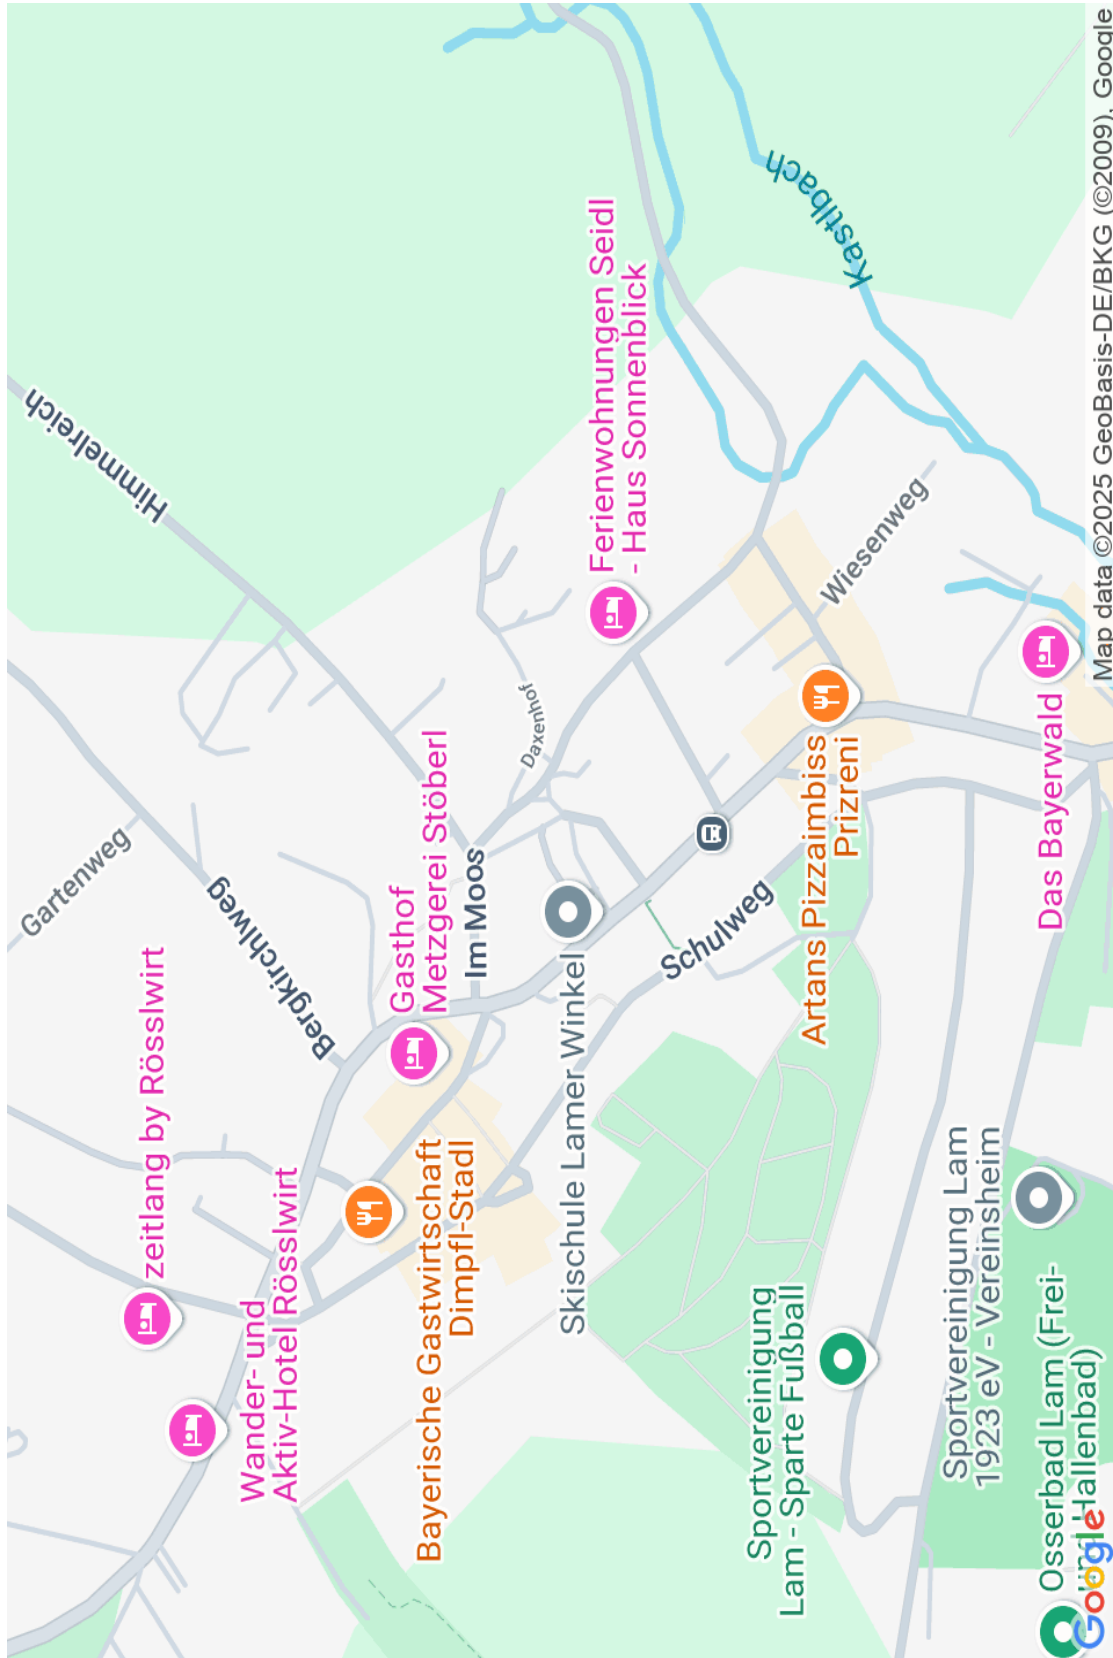 Himmelreich
Gartenweg
Bergkirchlweg
zeitlang by Rösslwirt
Wander- und
Aktiv-Hotel Rösslwirt
Gasthof
Metzgerei Stöberl
Im Moos
Daxenhof
Ferienwohnungen Seidl
- Haus Sonnenblick
Kastlbach
Bayerische Gastwirtschaft
Dimpfl-Stadl
Skischule Lamer Winkel
Schulweg
Wiesenweg
Artans Pizzaimbiss
Prizreni
Sportvereinigung
Lam - Sparte Fußball
Das Bayerwald
Sportvereinigung Lam
1923 eV - Vereinsheim
Osserbad Lam (Frei-
und Hallenbad)
Google
Map data ©2025 GeoBasis-DE/BKG (©2009), Google